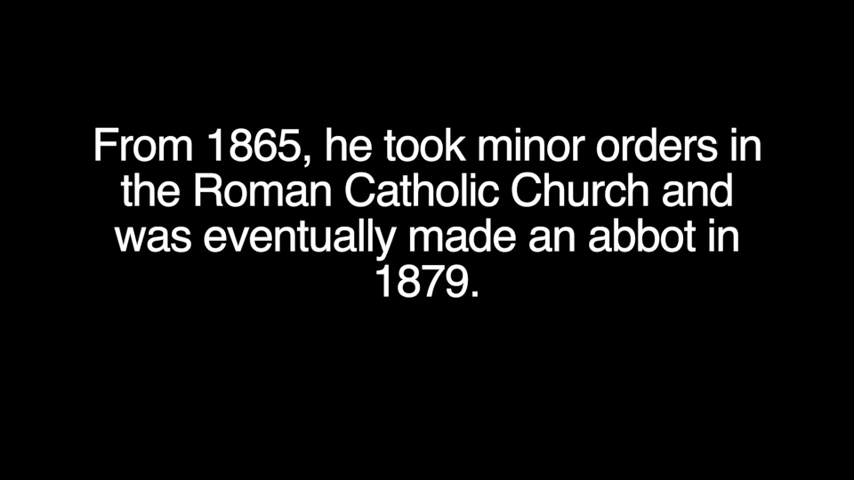 From 1865, he took minor orders in
the Roman Catholic Church and
was eventually made an abbot in
1879.